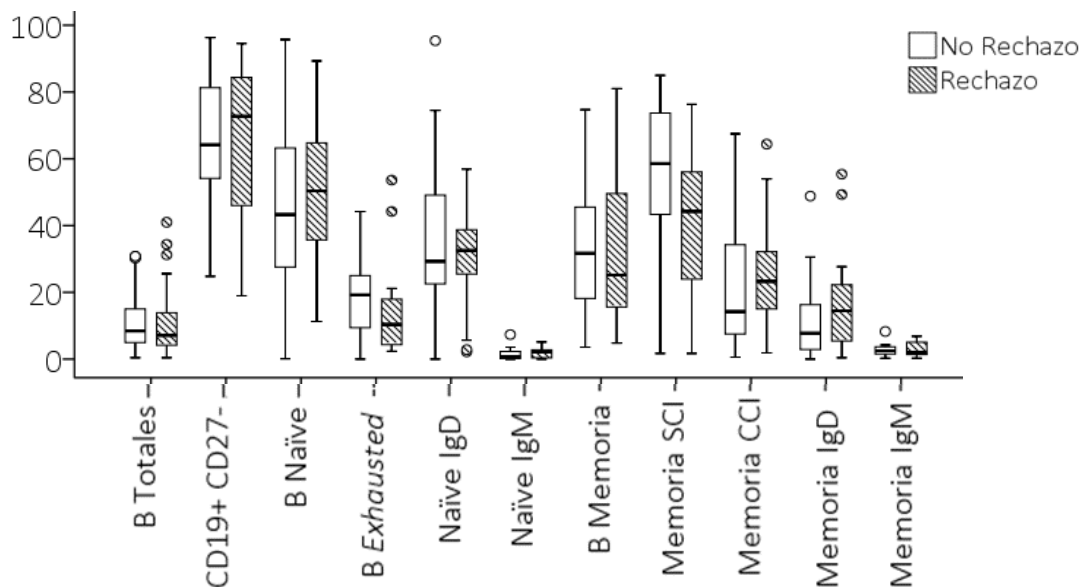 100
80
60
40
20
0
No Rechazo
Rechazo
B Totales
CD19+ CD27-
B Naïve
B Exhausted
Naïve IgD
Naïve IgM
B Memoria
Memoria SCI
Memoria CCI
Memoria IgD
Memoria IgM